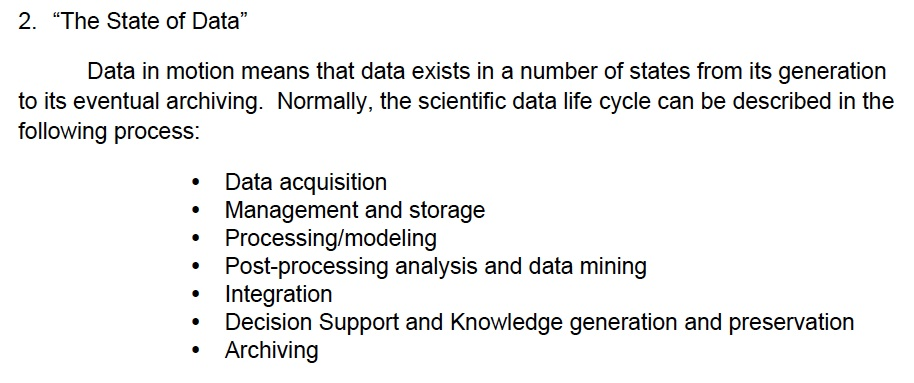 2. “The State of Data”
Data in motion means that data exists in a number of states from its generation
to its eventual archiving. Normally, the scientific data life cycle can be described in the
following process:
• Data acquisition
• Management and storage
• Processing/modeling
• Post-processing analysis and data mining
• Integration
• Decision Support and Knowledge generation and preservation
• Archiving